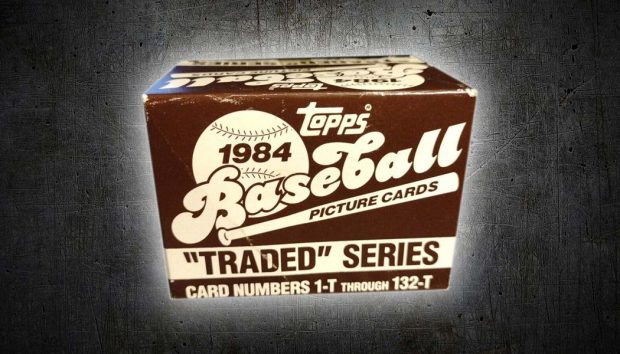 Topps®
1984
Baseball
PICTURE CARDS
"TRADED" SERIES
CARD NUMBERS 1-T THROUGH 132-T